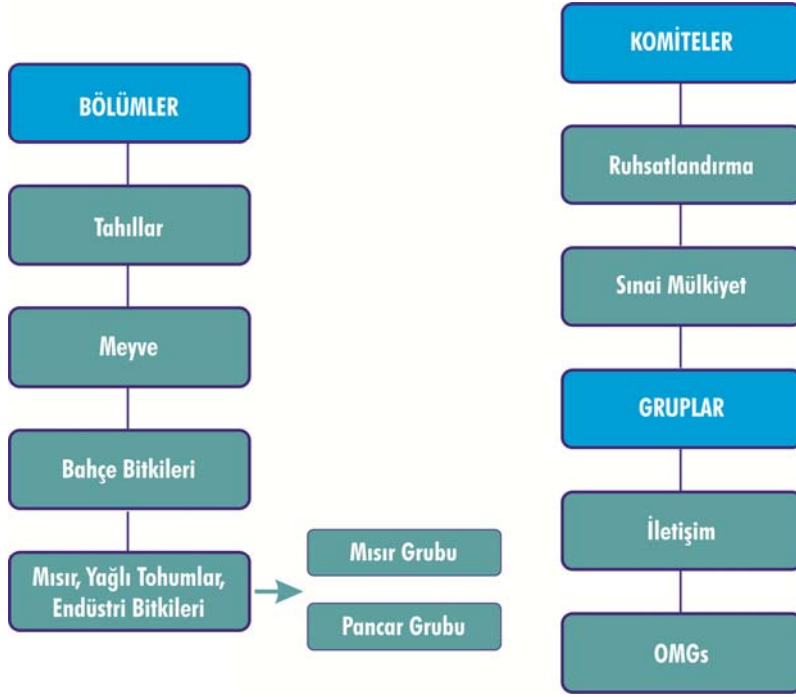 BÖLÜMLER
Tahıllar
Meyve
Bahçe Bitkileri
Mısır, Yağlı Tohumlar,
Endüstri Bitkileri
Mısır Grubu
Pancar Grubu
KOMİTELER
Ruhsatlandırma
Sınai Mülkiyet
GRUPLAR
İletişim
OMGs